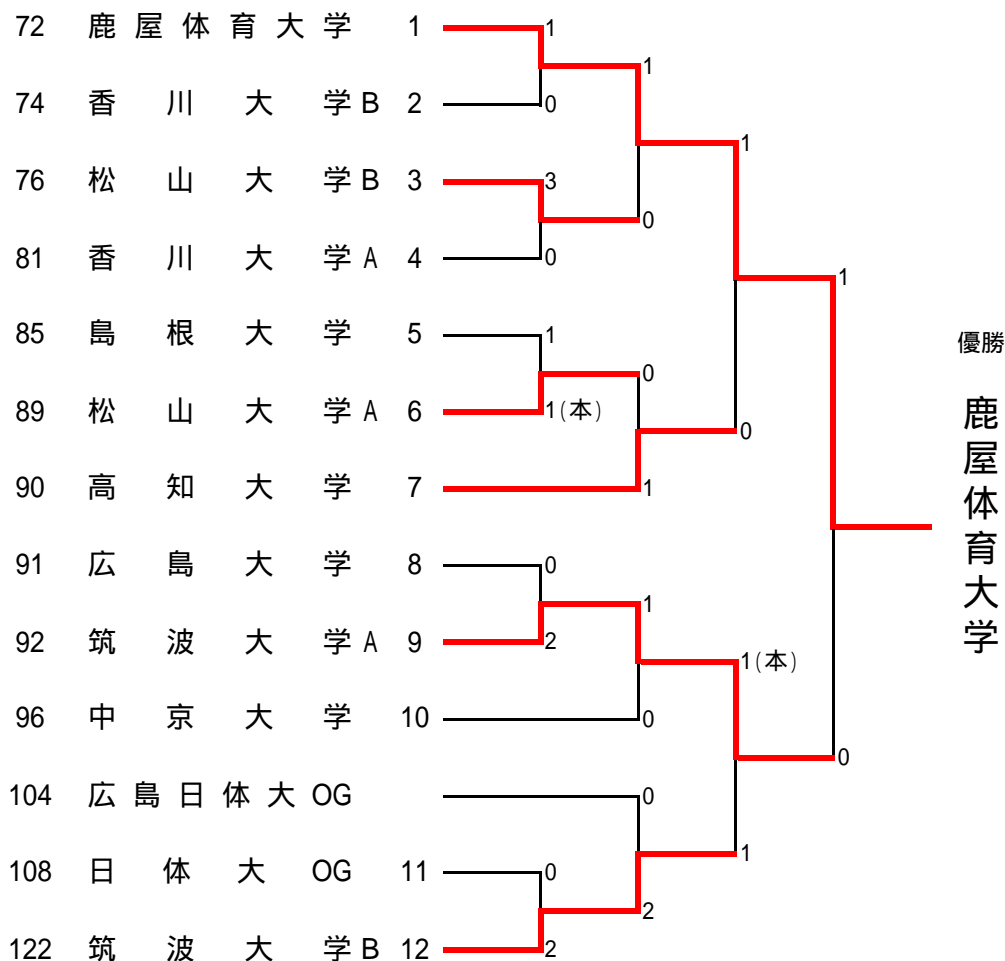 72 鹿屋体育大学 1 1
1
74 香川大学B 2 0
1
76 松山大学B 3 3
0
81 香川大学A 4 0
1
85 島根大学 5 1
0
89 松山大学A 6 1(本)
0
90 高知大学 7 1
91 広島大学 8 0
1
92 筑波大学A 9 2
1(本)
96 中京大学 10 0
0
104 広島日体大OG 0
1
108 日体大OG 11 0
2
122 筑波大学B 12 2
優勝
鹿屋体育大学